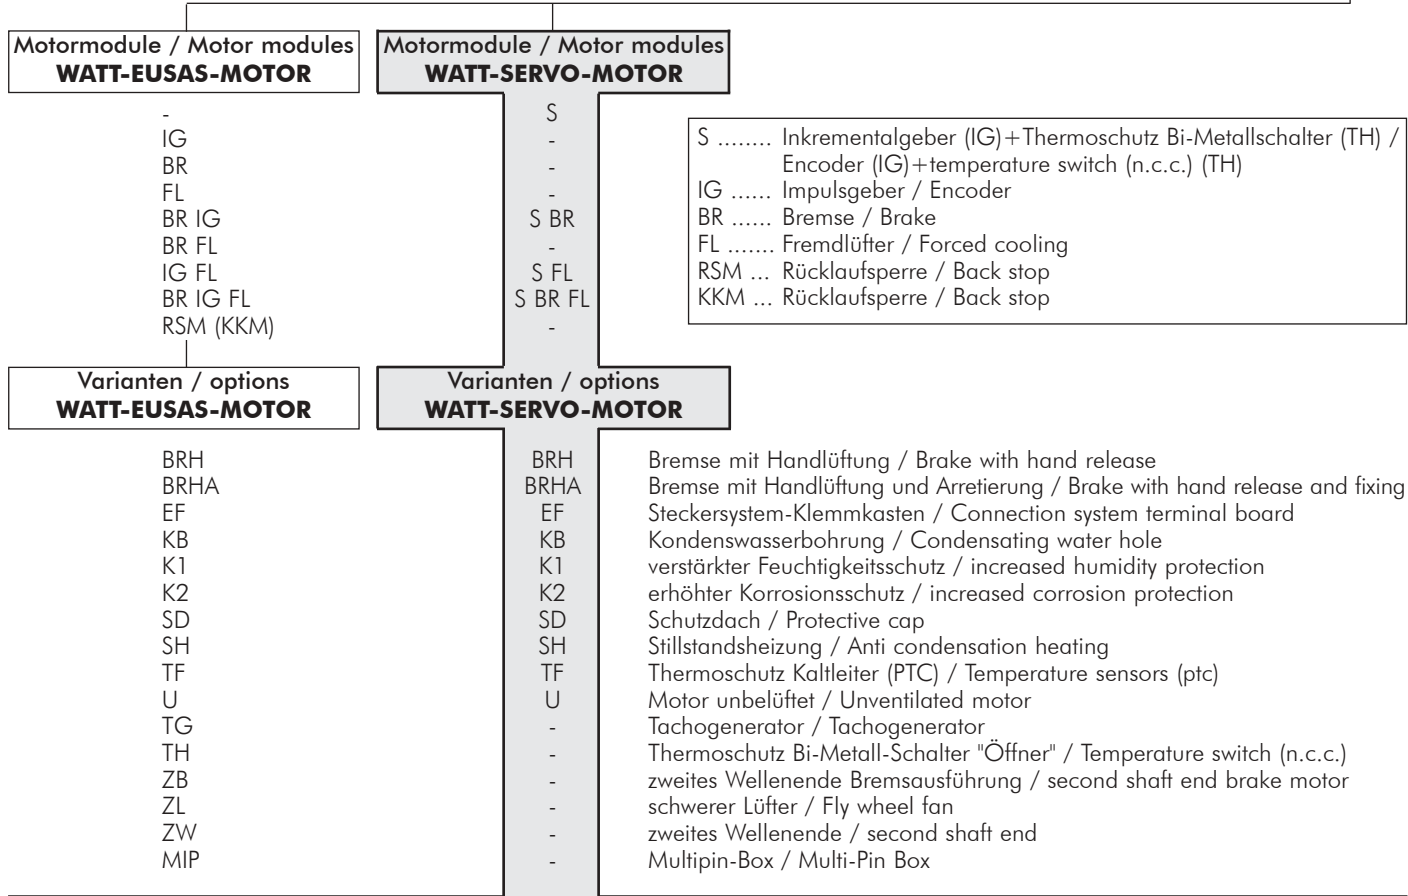 Motormodule / Motor modules
WATT-EUSAS-MOTOR
Motormodule / Motor modules
WATT-SERVO-MOTOR
- S
IG -
BR -
FL -
BR IG S BR
BR FL -
IG FL S FL
BR IG FL S BR FL
RSM (KKM) -
S ........ Inkrementalgeber (IG)+Thermoschutz Bi-Metallschalter (TH) /
Encoder (IG)+temperature switch (n.c.c.) (TH)
IG ...... Impulsgeber / Encoder
BR ...... Bremse / Brake
FL ....... Fremdlüfter / Forced cooling
RSM ... Rücklaufsperre / Back stop
KKM ... Rücklaufsperre / Back stop
Varianten / options
WATT-EUSAS-MOTOR
Varianten / options
WATT-SERVO-MOTOR
BRH BRH Bremse mit Handlüftung / Brake with hand release
BRHA BRHA Bremse mit Handlüftung und Arretierung / Brake with hand release and fixing
EF EF Steckersystem-Klemmkasten / Connection system terminal board
KB KB Kondenswasserbohrung / Condensating water hole
K1 K1 verstärkter Feuchtigkeitsschutz / increased humidity protection
K2 K2 erhöhter Korrosionsschutz / increased corrosion protection
SD SD Schutzdach / Protective cap
SH SH Stillstandsheizung / Anti condensation heating
TF TF Thermoschutz Kaltleiter (PTC) / Temperature sensors (ptc)
U U Motor unbelüftet / Unventilated motor
TG - Tachogenerator / Tachogenerator
TH - Thermoschutz Bi-Metall-Schalter "Öffner" / Temperature switch (n.c.c.)
ZB - zweites Wellenende Bremsausführung / second shaft end brake motor
ZL - schwerer Lüfter / Fly wheel fan
ZW - zweites Wellenende / second shaft end
MIP - Multipin-Box / Multi-Pin Box